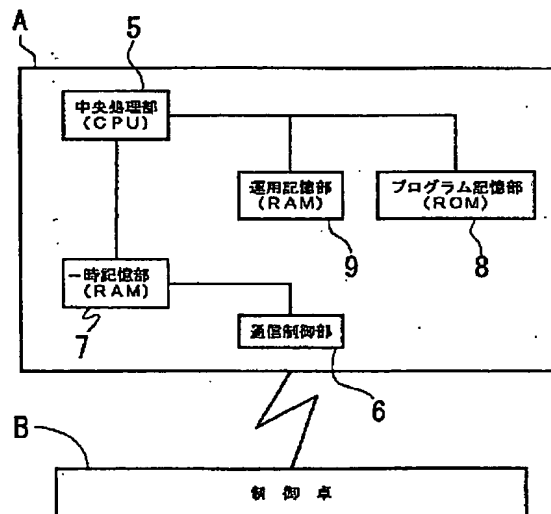 A
5
中央処理部
(CPU)
運用記憶部
(RAM)
プログラム記憶部
(ROM)
9
8
一時記憶部
(RAM)
7
通信制御部
6
B
制御卓